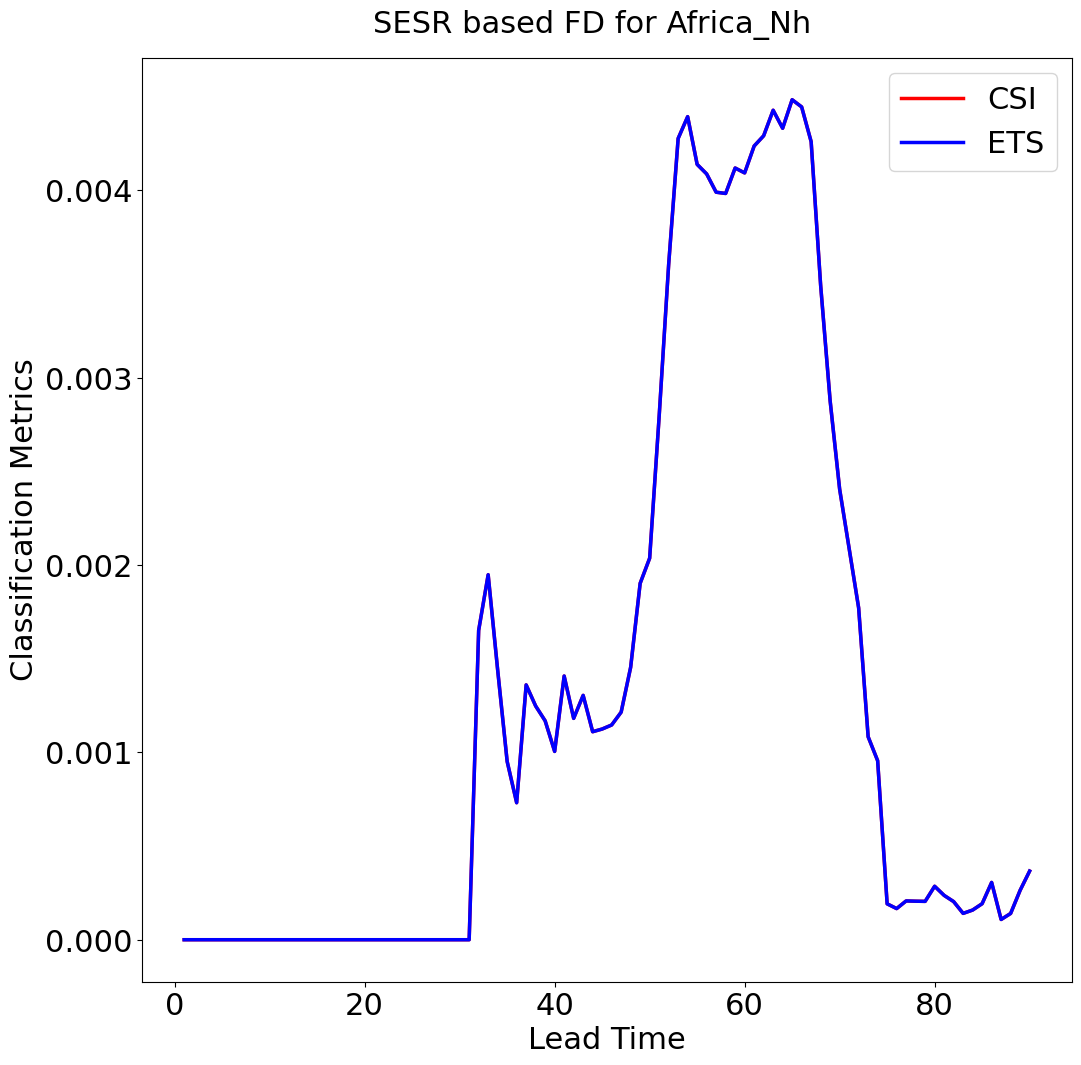 SESR based FD for Africa_Nh
CSI
ETS
Classification Metrics
0.004
0.003
0.002
0.001
0.000
0 20 40 60 80
Lead Time